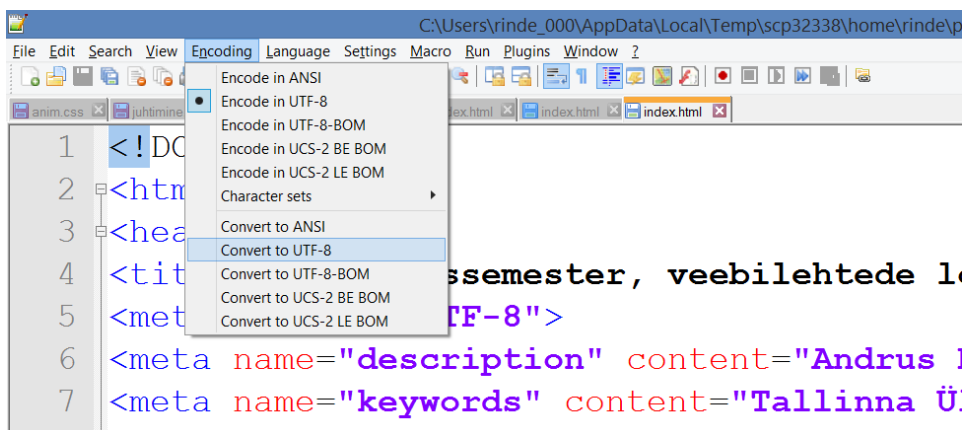 C:\Users\rinde_000\AppData\Local\Temp\scp32338\home\rinde\p
File Edit Search View Encoding Language Settings Macro Run Plugins Window ?
Encode in ANSI
Encode in UTF-8
Encode in UTF-8-BOM
Encode in UCS-2 BE BOM
Encode in UCS-2 LE BOM
Character sets
Convert to ANSI
Convert to UTF-8
Convert to UTF-8-BOM
Convert to UCS-2 BE BOM
Convert to UCS-2 LE BOM
anim.css juhtimine dex.html index.html index.html
1 <!DO
2 <htm
3 <hea
4 <tit ssemester, veebilehtede l
5 <met TF-8">
6 <meta name="description" content="Andrus
7 <meta name="keywords" content="Tallinna Ü